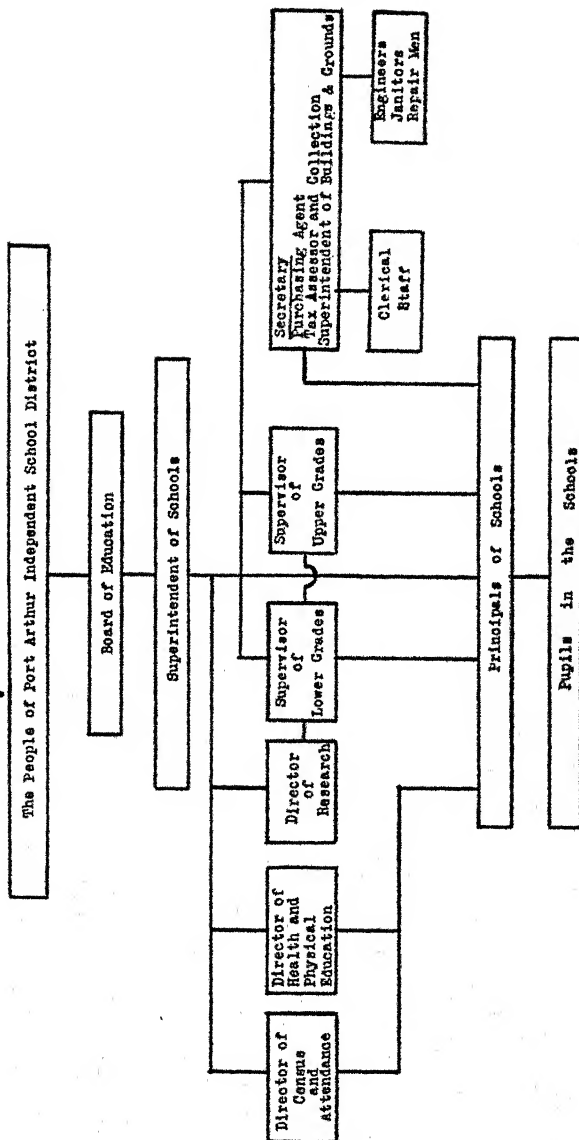 The People of Port Arthur Independent School District
Board of Education
Superintendent of Schools
Director of
Census
and
Attendance
Director of
Health and
Physical
Education
Director
of
Research
Supervisor
of
Lower Grades
Supervisor
of
Upper Grades
Secretary
Purchasing Agent
Tax Assessor and Collection
Superintendent of Buildings & Grounds
Clerical
Staff
Engineers
Janitors
Repair Men
Principals of Schools
Pupils in the Schools